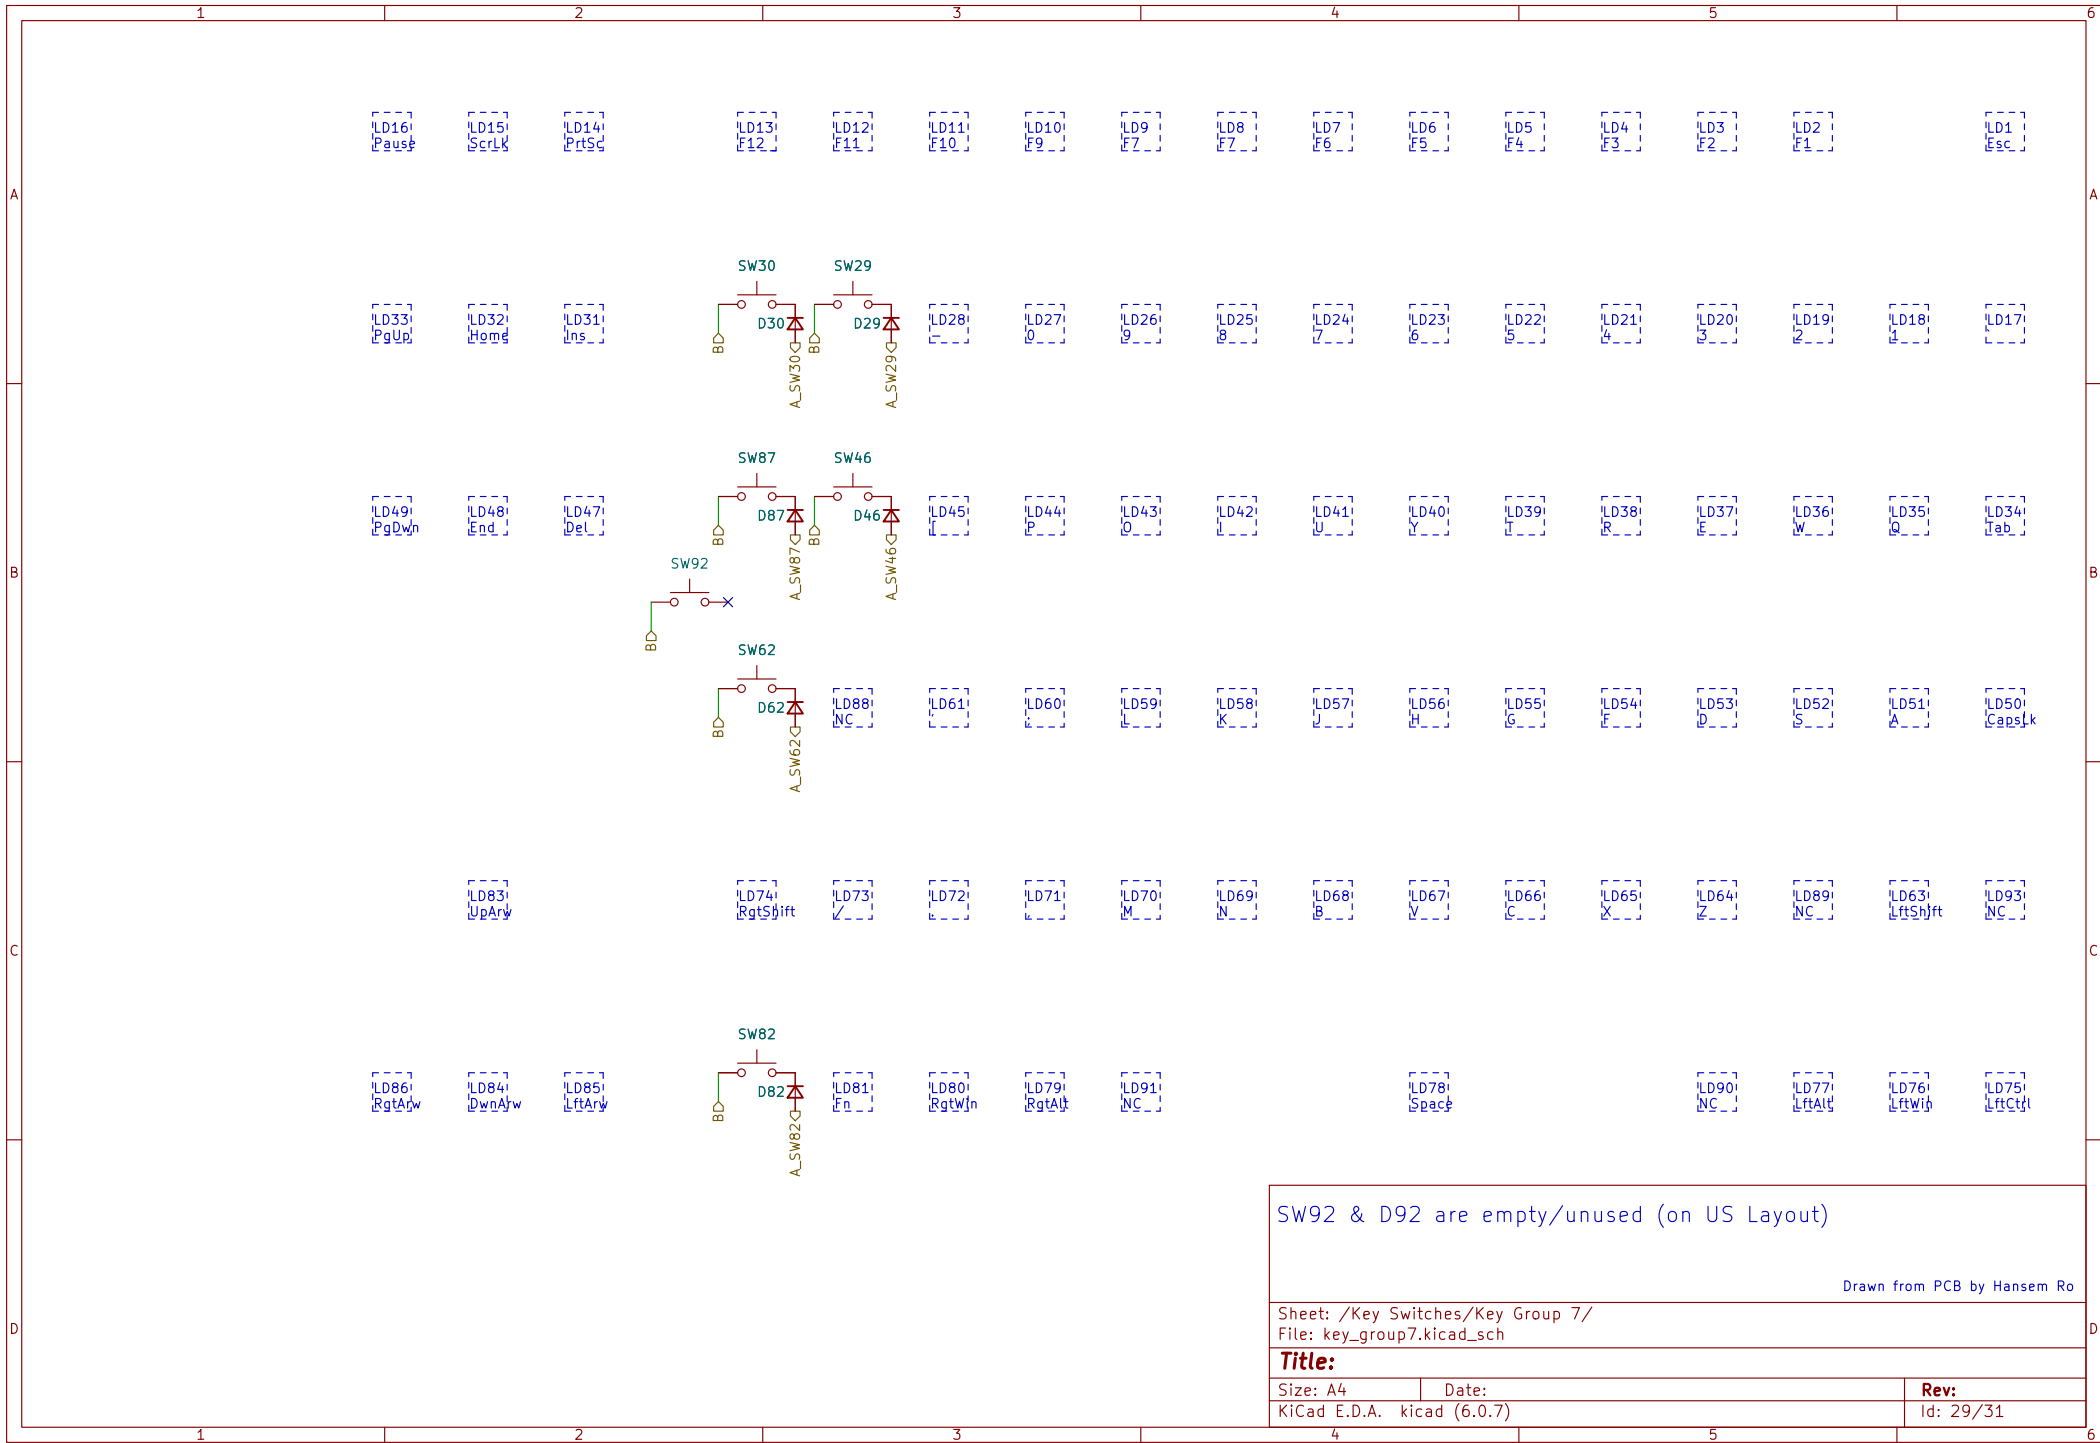 1 2 3 4 5 6
LD16 LD15 LD14 LD13 LD12 LD11 LD10 LD9 LD8 LD7 LD6 LD5 LD4 LD3 LD2 LD1
Pause ScrLk PrtSc F12 F11 F10 F9 F7 F7 F6 F5 F4 F3 F2 F1 Esc
A A
SW30 SW29
LD33 LD32 LD31 D30 D29 LD28 LD27 LD26 LD25 LD24 LD23 LD22 LD21 LD20 LD19 LD18 LD17
PgUp Home Ins BD BD - 0 9 8 7 6 5 4 3 2 1 `
A_SW30 A_SW29
SW87 SW46
LD49 LD48 LD47 D87 D46 LD45 LD44 LD43 LD42 LD41 LD40 LD39 LD38 LD37 LD36 LD35 LD34
PgDwn End Del BD BD [ P O I U Y T R E W Q Tab
A_SW87 A_SW46
B B
SW92
BD
SW62
D62 LD88 LD61 LD60 LD59 LD58 LD57 LD56 LD55 LD54 LD53 LD52 LD51 LD50
BD NC ' ; L K J H G F D S A CapsLk
A_SW62
LD83 LD74 LD73 LD72 LD71 LD70 LD69 LD68 LD67 LD66 LD65 LD64 LD89 LD63 LD93
UpArw RgtShift / . , M N B V C X Z NC LftShift NC
C C
SW82
LD86 LD84 LD85 D82 LD81 LD80 LD79 LD91 LD78 LD90 LD77 LD76 LD75
RgtArw DwnArw LftArw BD Fn RgtWin RgtAlt NC Space NC LftAlt LftWin LftCtrl
A_SW82
SW92 & D92 are empty/unused (on US Layout)
Drawn from PCB by Hansem Ro
Sheet: /Key Switches/Key Group 7/
D D
File: key_group7.kicad_sch
Title:
Size: A4 Date: Rev:
KiCad E.D.A. kicad (6.0.7) Id: 29/31
1 2 3 4 5 6